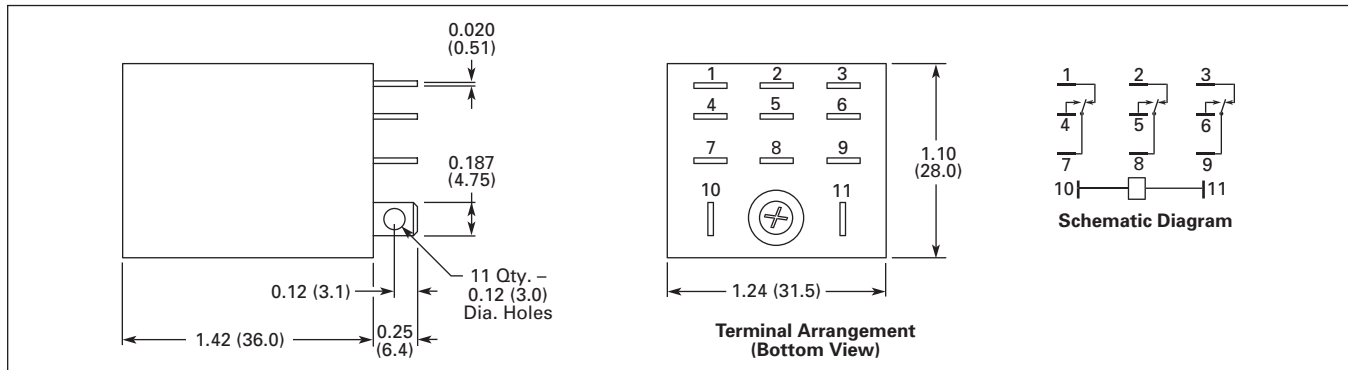 0.020
(0.51)
0.187
(4.75)
0.12 (3.1)
11 Qty. –
0.12 (3.0)
Dia. Holes
1.42 (36.0)
0.25
(6.4)
1 2 3
4 5 6
7 8 9
10 11
1.10
(28.0)
1.24 (31.5)
Terminal Arrangement
(Bottom View)
1 2 3
4 5 6
7 8 9
10 11
Schematic Diagram